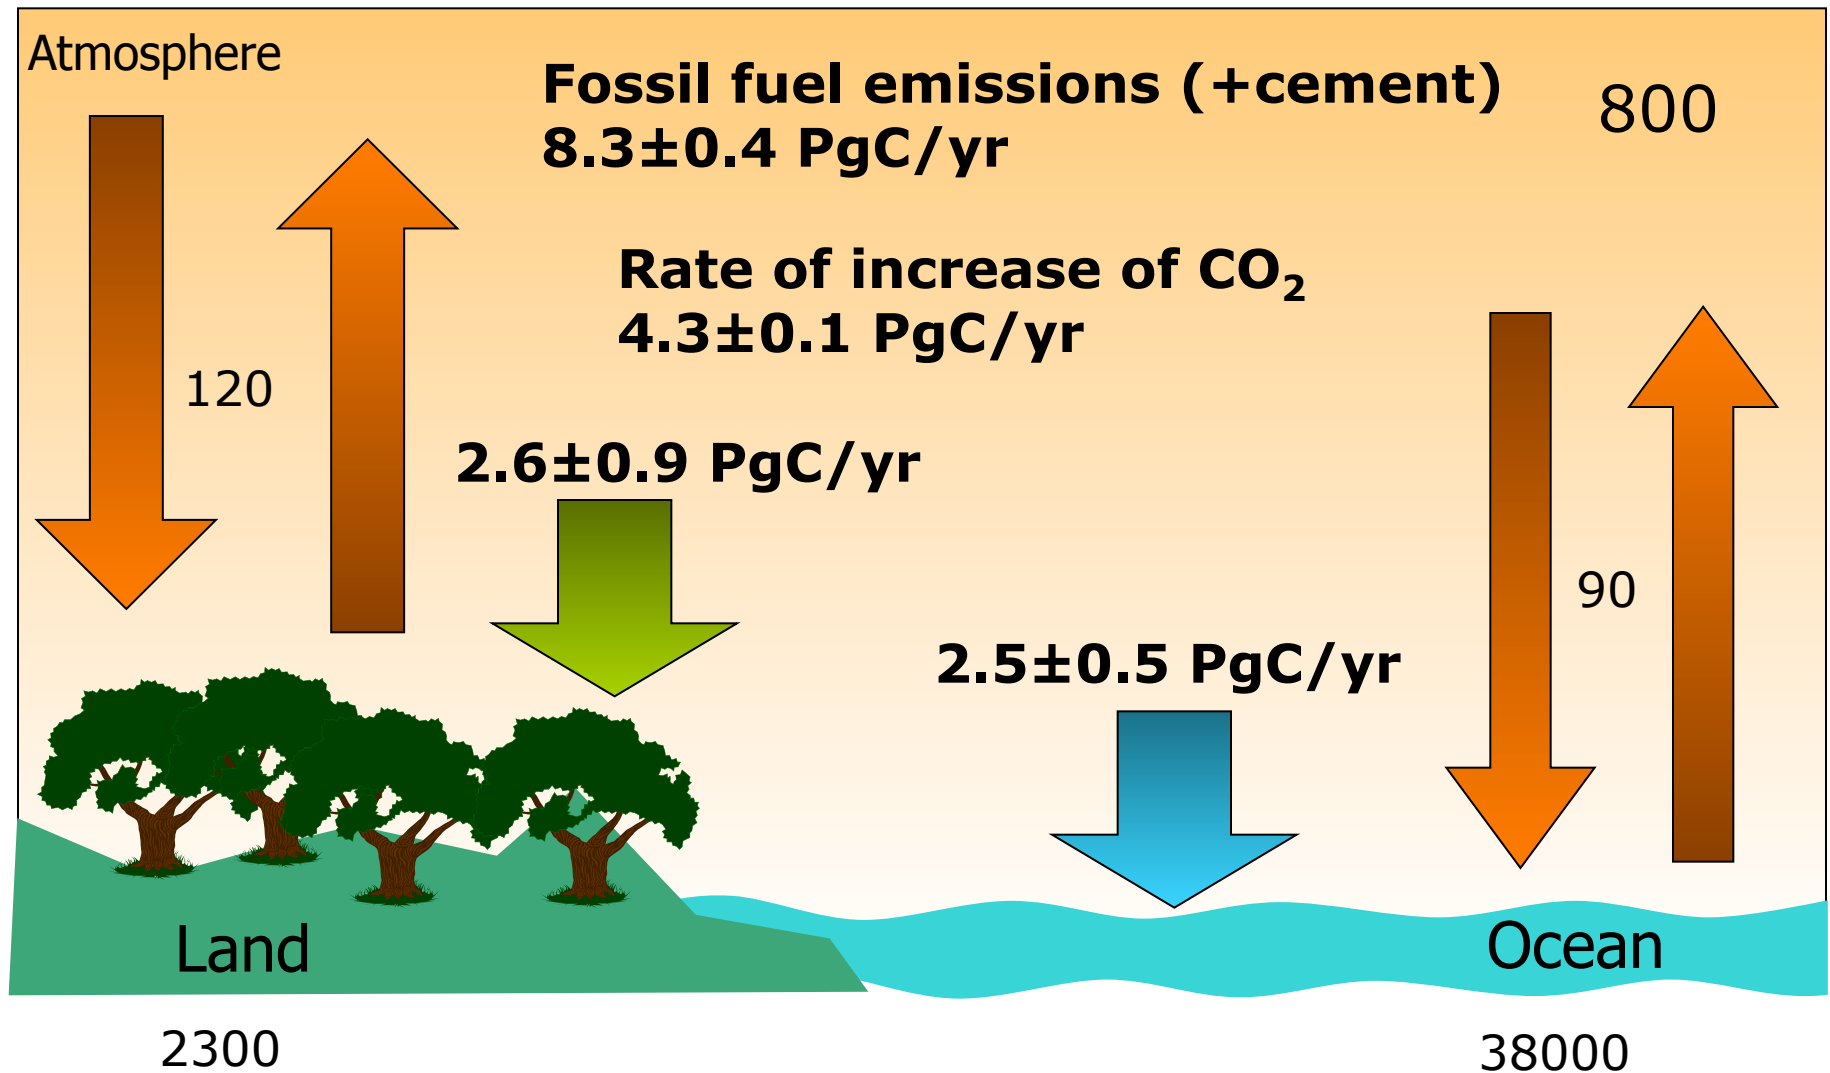 Atmosphere
Fossil fuel emissions (+cement)
8.3±0.4 PgC/yr
800
Rate of increase of CO₂
4.3±0.1 PgC/yr
120
2.6±0.9 PgC/yr
90
2.5±0.5 PgC/yr
Land
Ocean
2300
38000